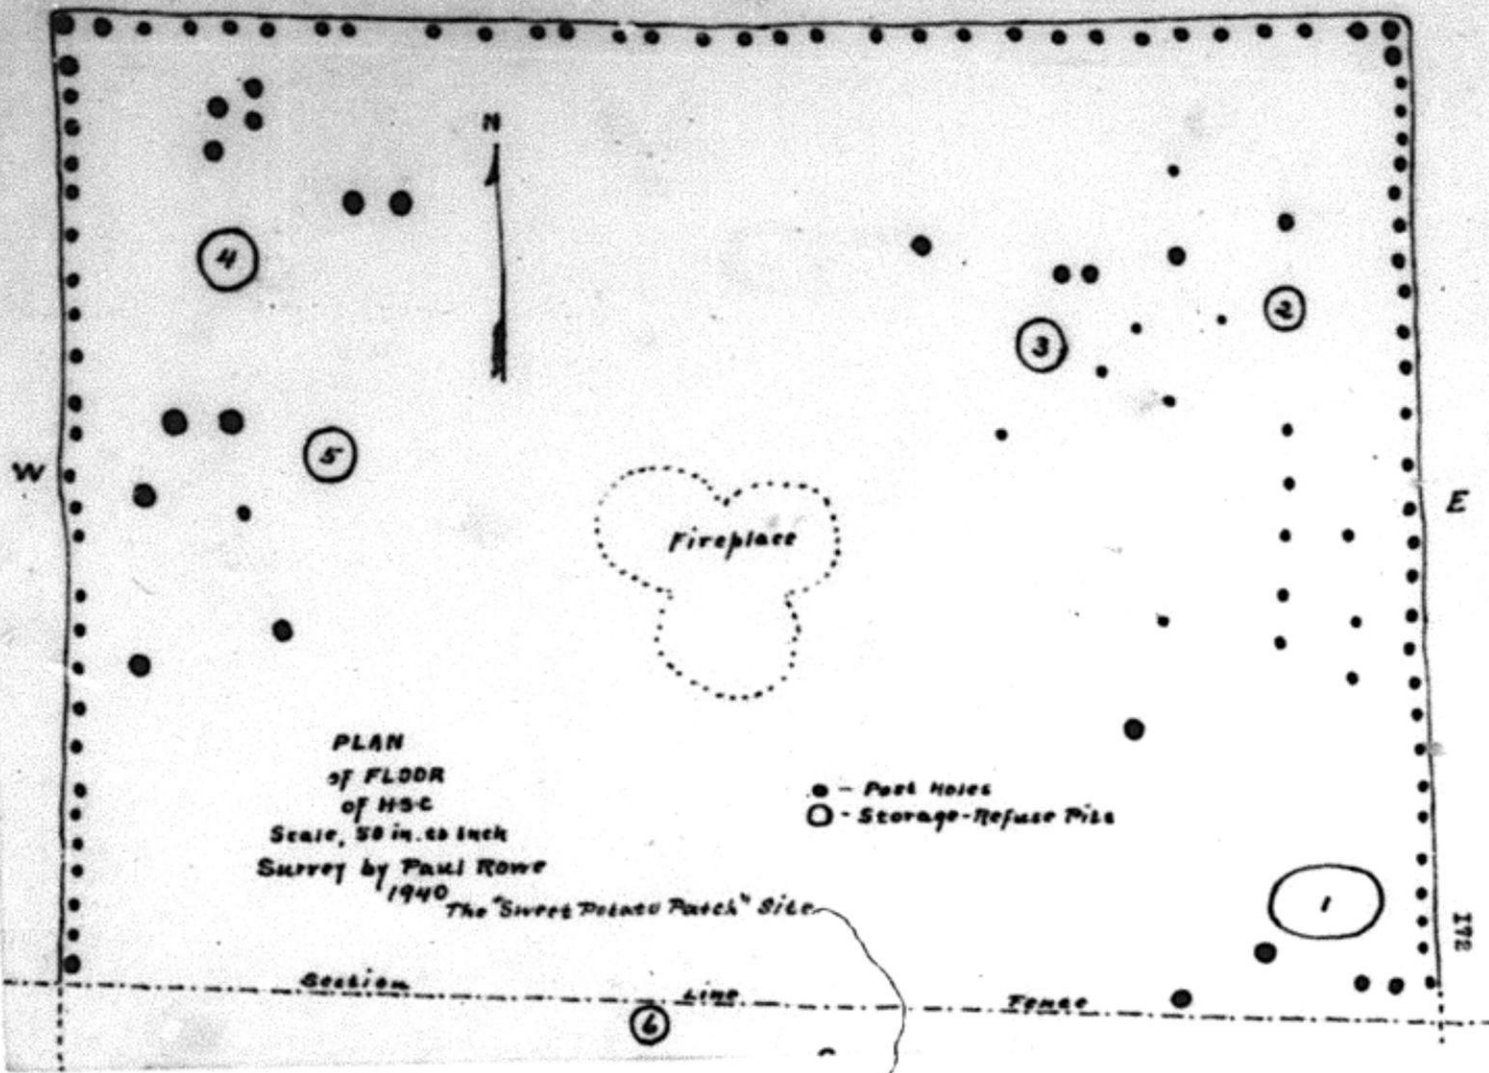 N
4
2
3
W
5
E
Fireplace
PLAN
of FLOOR
of HSC
Scale, 50 in. to Inch
Survey by Paul Rowe
1940
The "Sweet Potato Patch" Site
- Post Holes
- Storage-Refuse Pits
1
172
Section Line Fence
6